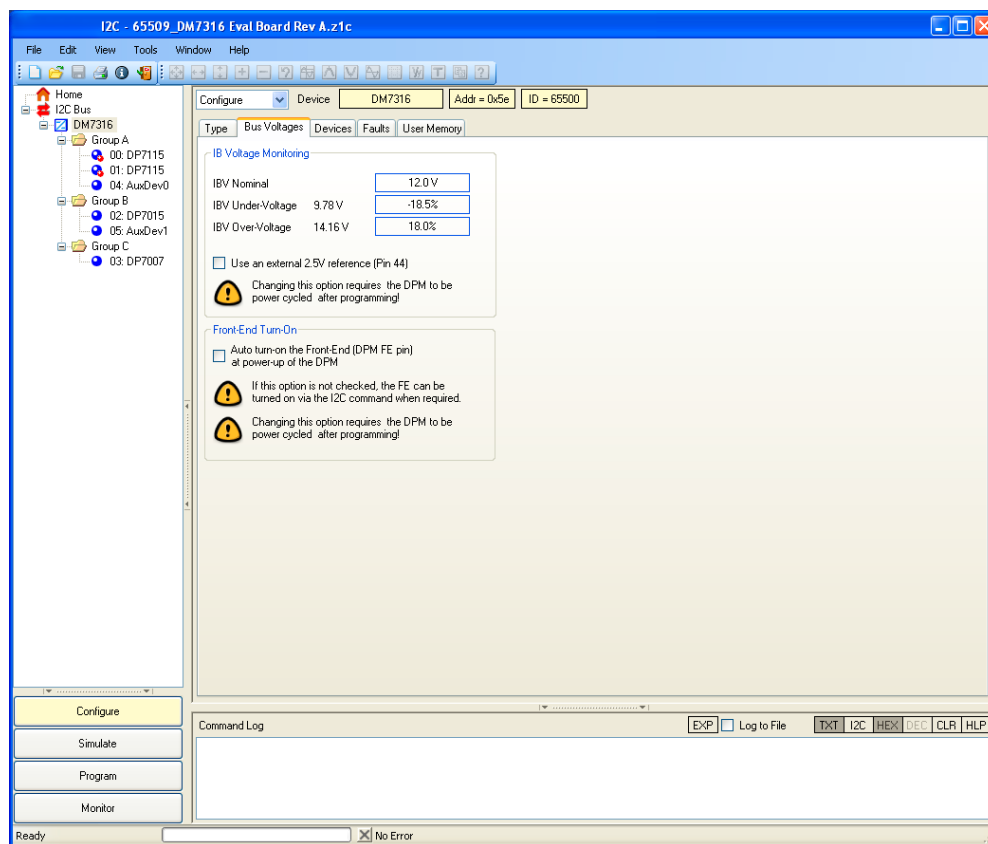 I2C - 65509_DM7316 Eval Board Rev A.z1c
File Edit View Tools Window Help
Home
I2C Bus
DM7316
Group A
00: DP7115
01: DP7115
04: AuxDev0
Group B
02: DP7015
05: AuxDev1
Group C
03: DP7007
Configure Device DM7316 Addr = 0x5e ID = 65500
Type Bus Voltages Devices Faults User Memory
IB Voltage Monitoring
IBV Nominal 12.0 V
IBV Under-Voltage 9.78 V -18.5%
IBV Over-Voltage 14.16 V 18.0%
Use an external 2.5V reference (Pin 44)
Changing this option requires the DPM to be
power cycled after programming!
Front-End Turn-On
Auto turn-on the Front-End (DPM FE pin)
at power-up of the DPM
If this option is not checked, the FE can be
turned on via the I2C command when required.
Changing this option requires the DPM to be
power cycled after programming!
Configure
Simulate
Program
Monitor
Command Log EXP Log to File TXT I2C HEX DEC CLR HLP
Ready No Error